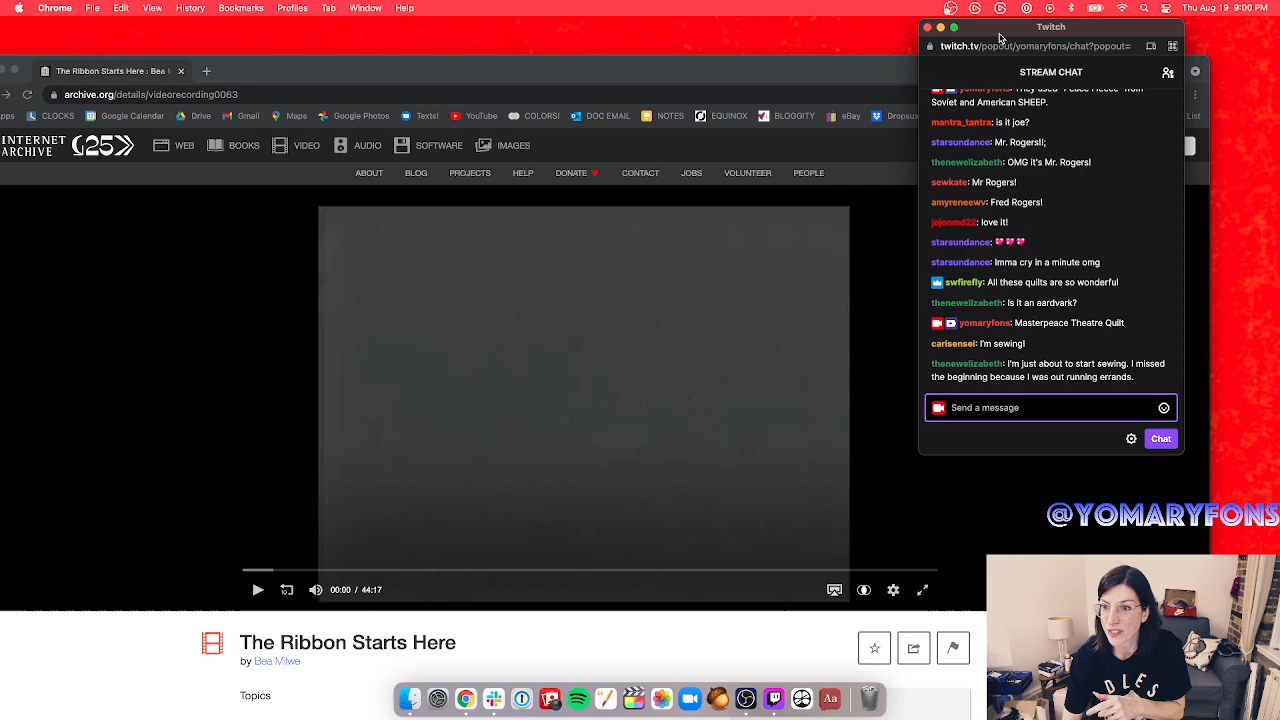 Chrome File Edit View History Bookmarks Profiles Tab Window Help
Thu Aug 19 9:00 PM
Twitch
twitch.tv/popout/yomaryfons/chat?popout=
The Ribbon Starts Here : Bea
archive.org/details/videorecording0063
CLOCKS Google Calendar Drive Gmail Maps Google Photos Texts! YouTube COLORS! DOC EMAIL NOTES EQUINOX BLOGGITY eBay Dropsu
List
INTERNET ARCHIVE 25 WEB BOOKS VIDEO AUDIO SOFTWARE IMAGES
ABOUT BLOG PROJECTS HELP DONATE CONTACT JOBS VOLUNTEER PEOPLE
STREAM CHAT
Soviet and American SHEEP.
mantra_tantra: is it joe?
starsundance: Mr. Rogers!!;
thenewelizabeth: OMG it's Mr. Rogers!
sewkate: Mr Rogers!
amyreneewv: Fred Rogers!
jojonmd22: love it!
starsundance: 💖💖💖
starsundance: Imma cry in a minute omg
swfirefly: All these quilts are so wonderful
thenewelizabeth: Is it an aardvark?
yomaryfons: Masterpeace Theatre Quilt
carisensei: I'm sewing!
thenewelizabeth: I'm just about to start sewing. I missed
the beginning because I was out running errands.
Send a message
Chat
@YOMARYFONS
10 00:00 / 44:17
The Ribbon Starts Here
by Bea Milwe
Topics
Aa